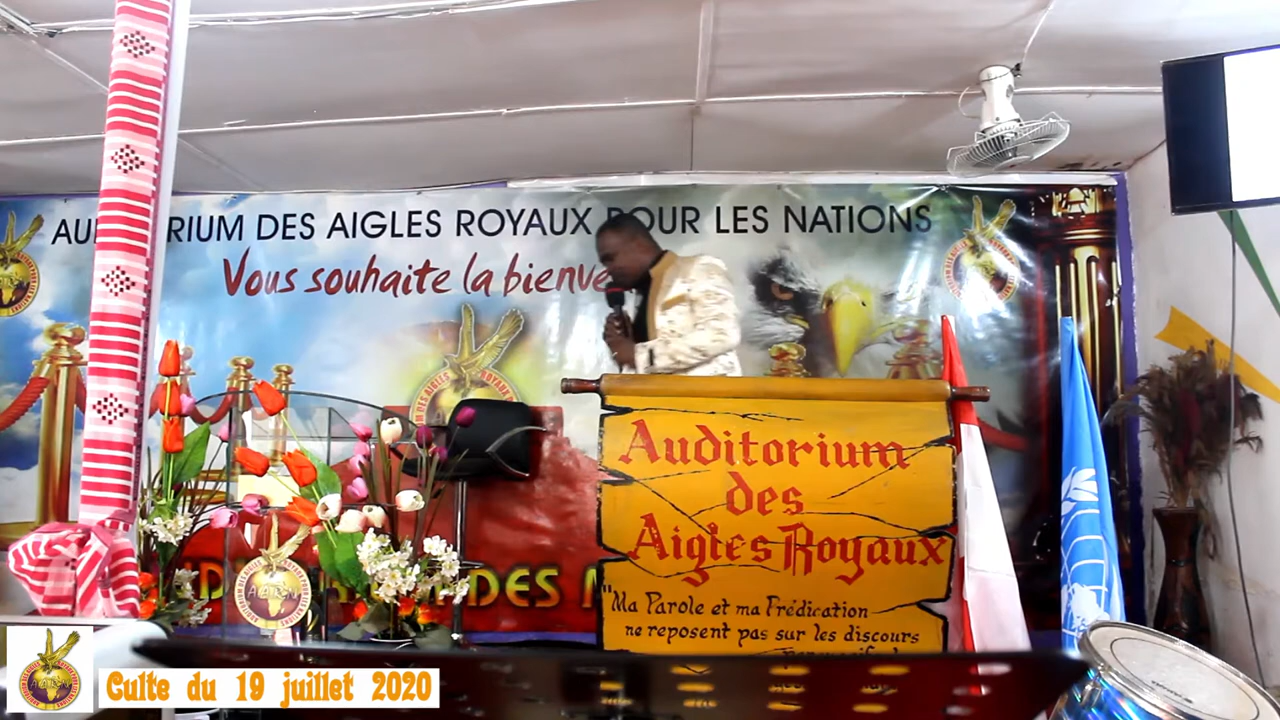 AU RIUM DES AIGLES ROYAUX POUR LES NATIONS
Vous souhaite la bienve
Auditorium
des
Aigles Royaux
"Ma Parole et ma Prédication
ne reposent pas sur les discours
DES
A.A.R.N
Culte du 19 juillet 2020